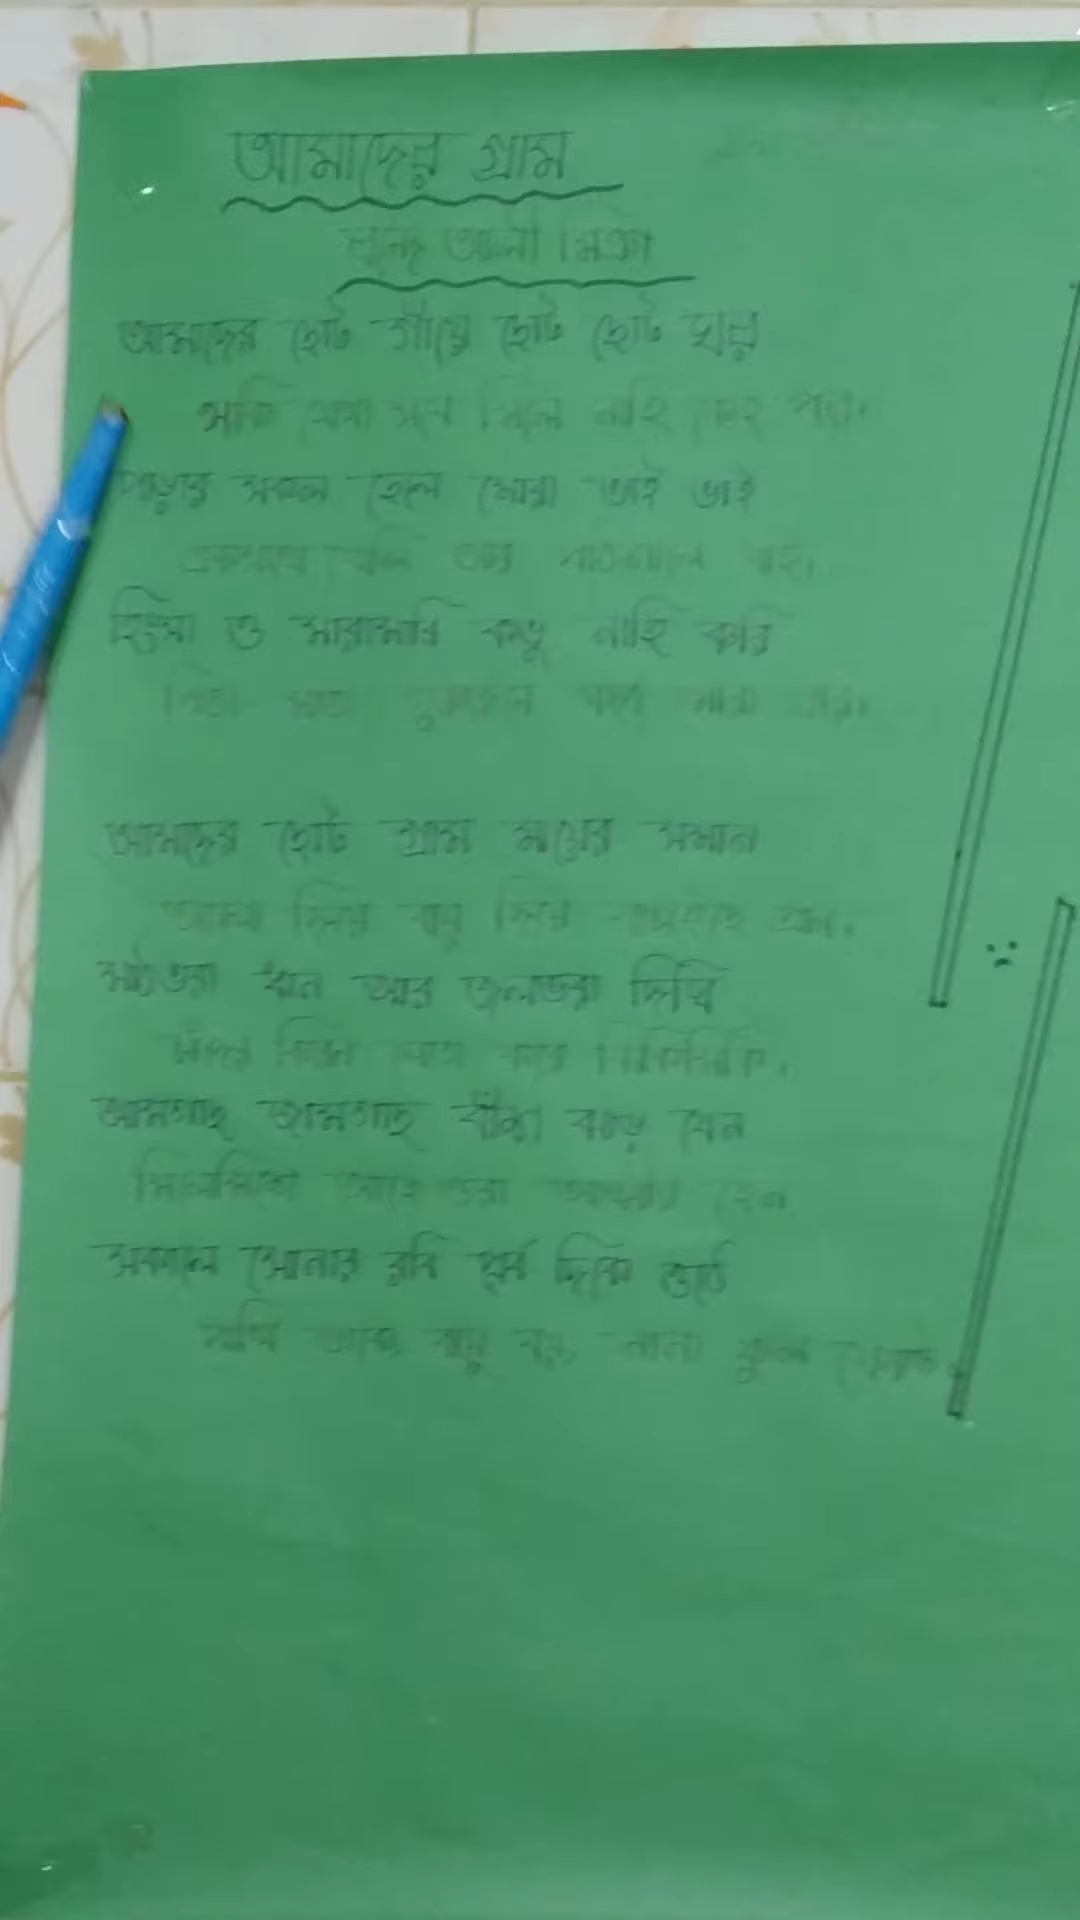 আমাদের গ্রাম
বন্দে আলী মিঞা
আমাদের ছোট গাঁয়ে ছোট ছোট ঘর
থাকি সেথা সবে মিলে নাহি কেহ পর।
পাড়ার সকল ছেলে মোরা ভাই ভাই
একসাথে খেলি আর পাঠশালে যাই।
হিংসা ও মারামারি কভু নাহি করি
পিতা-মাতা গুরুজনে সদা মোরা ডরি।
আমাদের ছোট গ্রাম মায়ের সমান
আলো দিয়ে বায়ু দিয়ে বাঁচাইছে প্রাণ।
মাঠভরা ধান আর জলভরা দিঘি
চাঁদের কিরণ লেগে করে ঝিকিমিকি।
আমগাছ জামগাছ বাঁশ ঝাড় যেন
মিলেমিশে আছে ওরা আত্মীয় হেন
সকালে সোনার রবি পূর্ব দিকে ওঠে
পাখি ডাকে বায়ু বয় নানা ফুল ফোটে